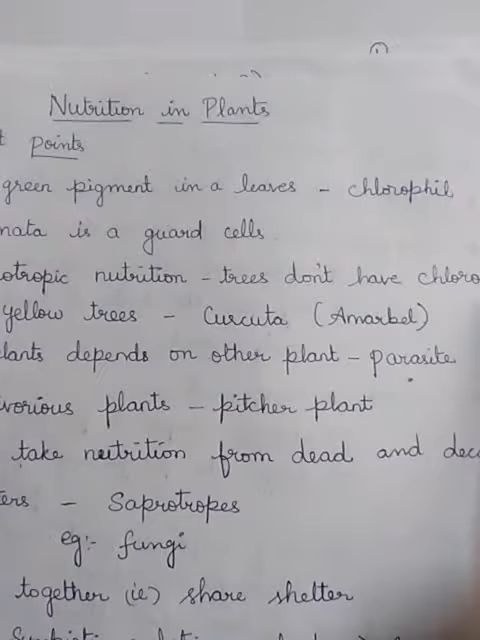 Nutrition in Plants
points
green pigment in a leaves - chlorophil
nata is a guard cells
otropic nutrition - trees don't have chloro
yellow trees - Curcuta (Amarbel)
lants depends on other plant - parasite
vorious plants - pitcher plant
take nutrition from dead and dec
ers - Saprotropes
eg:- fungi
together (ie) share shelter